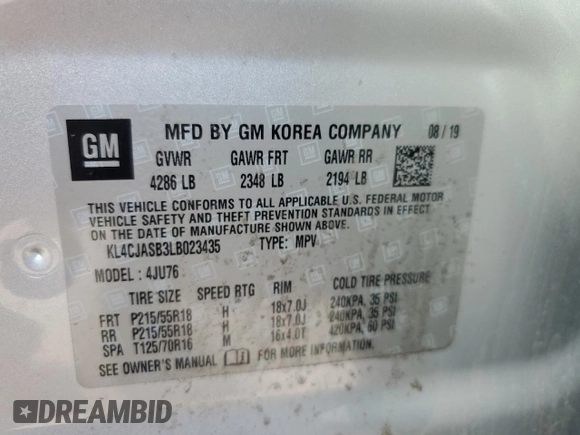 GM
MFD BY GM KOREA COMPANY 08 / 19
GVWR GAWR FRT GAWR RR
4286 LB 2348 LB 2194 LB
THIS VEHICLE CONFORMS TO ALL APPLICABLE U.S. FEDERAL MOTOR
VEHICLE SAFETY AND THEFT PREVENTION STANDARDS IN EFFECT
ON THE DATE OF MANUFACTURE SHOWN ABOVE.
KL4CJASB3LB023435 TYPE: MPV
MODEL : 4JU76
TIRE SIZE SPEED RTG RIM COLD TIRE PRESSURE
FRT P215/55R18 H 18x7.0J 240KPA, 35 PSI
RR P215/55R18 H 18x7.0J 240KPA, 35 PSI
SPA T125/70R16 M 16x4.0T 420KPA, 60 PSI
SEE OWNER'S MANUAL FOR MORE INFORMATION.
DREAMBID